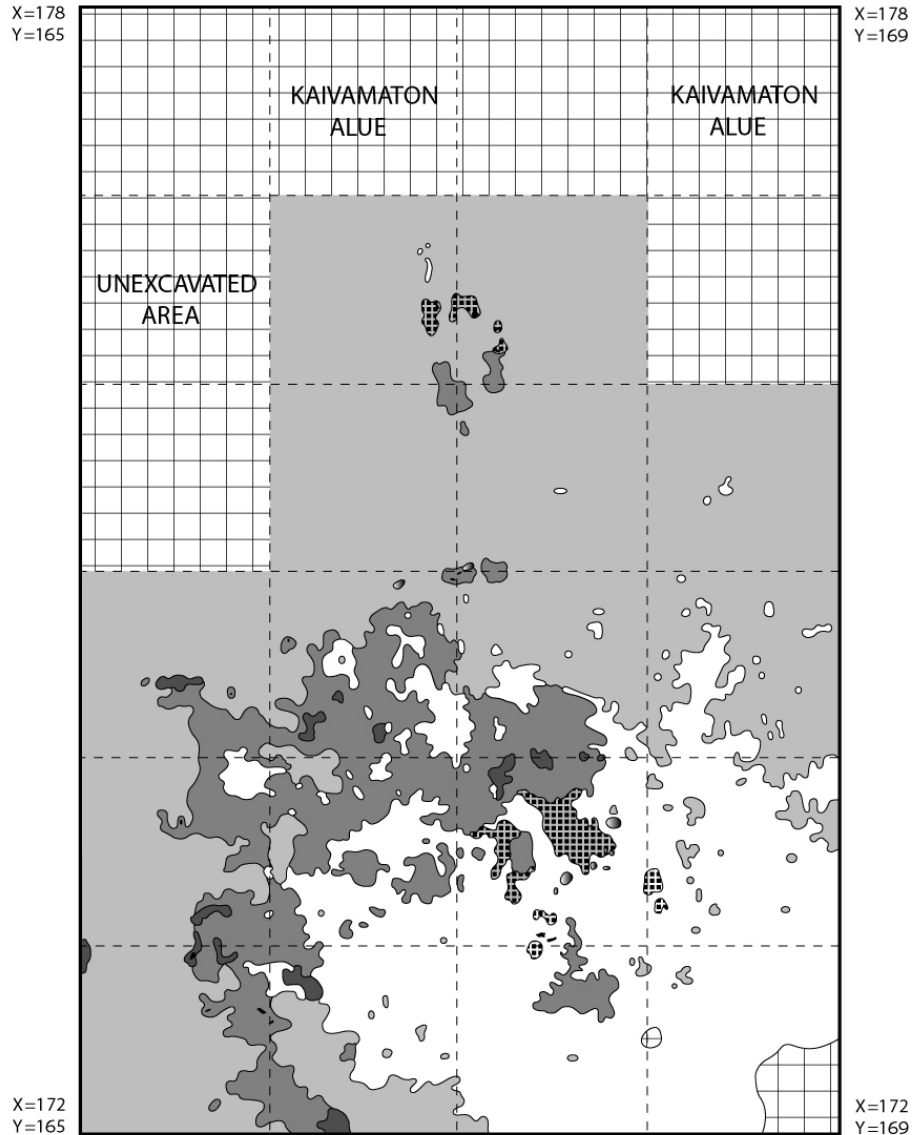 X=178
Y=165
X=178
Y=169
KAIVAMATON
ALUE
KAIVAMATON
ALUE
UNEXCAVATED
AREA
X=172
Y=165
X=172
Y=169